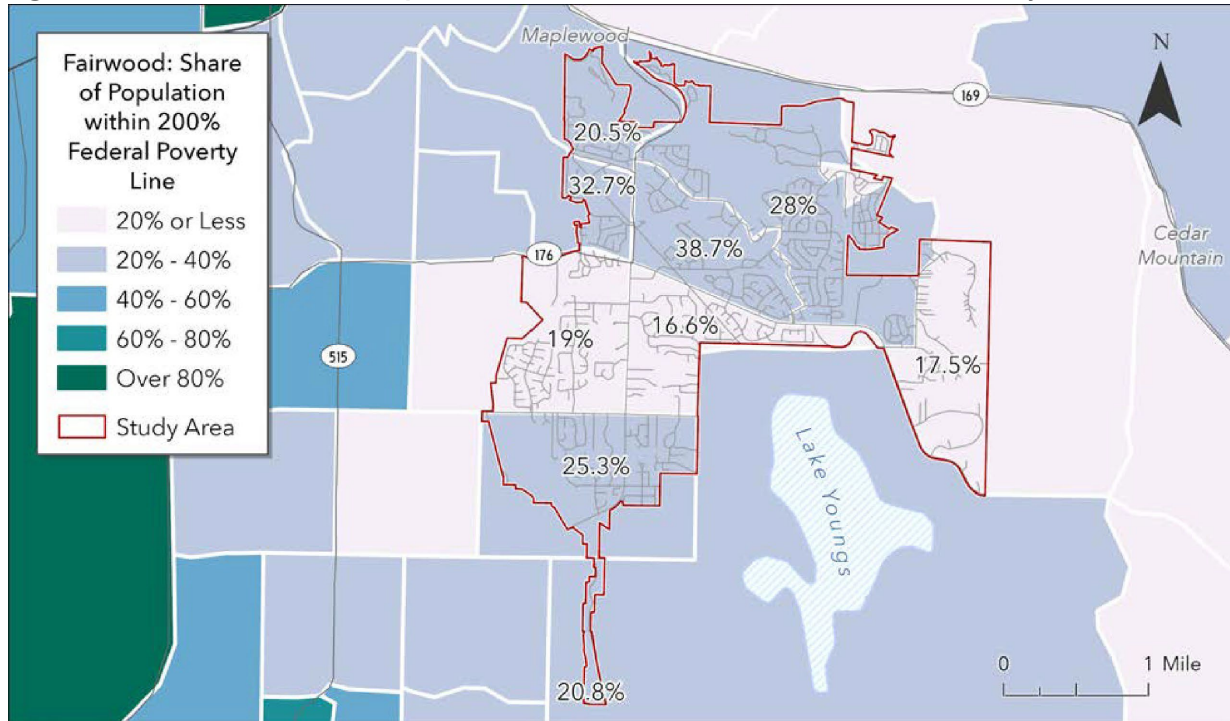 Fairwood: Share
of Population
within 200%
Federal Poverty
Line
20% or Less
20% - 40%
40% - 60%
60% - 80%
Over 80%
Study Area
Maplewood
N
169
20.5%
32.7%
28%
38.7%
176
Cedar
Mountain
515
19%
16.6%
17.5%
25.3%
Lake Youngs
20.8%
0 1 Mile